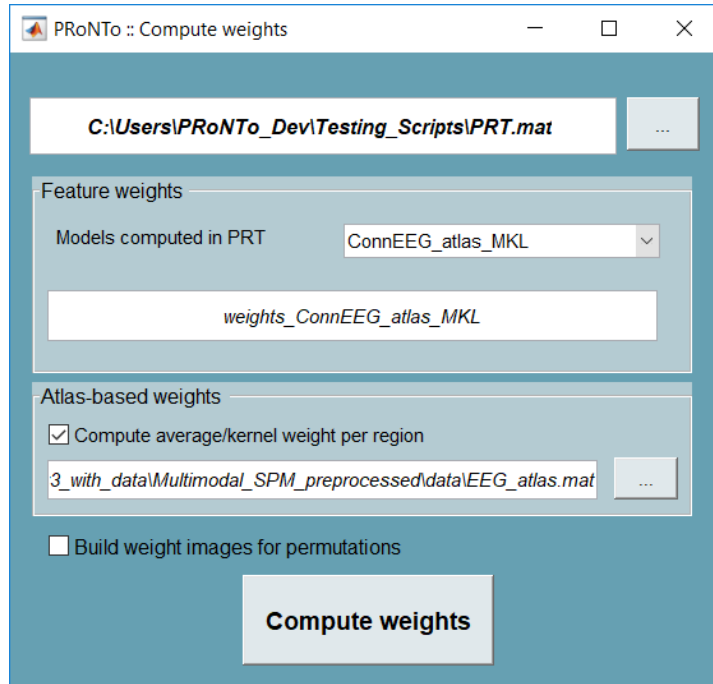 PRoNTo :: Compute weights
C:\Users\PRoNTo_Dev\Testing_Scripts\PRT.mat
...
Feature weights
Models computed in PRT
ConnEEG_atlas_MKL
weights_ConnEEG_atlas_MKL
Atlas-based weights
Compute average/kernel weight per region
3_with_data\Multimodal_SPM_preprocessed\data\EEG_atlas.mat
...
Build weight images for permutations
Compute weights